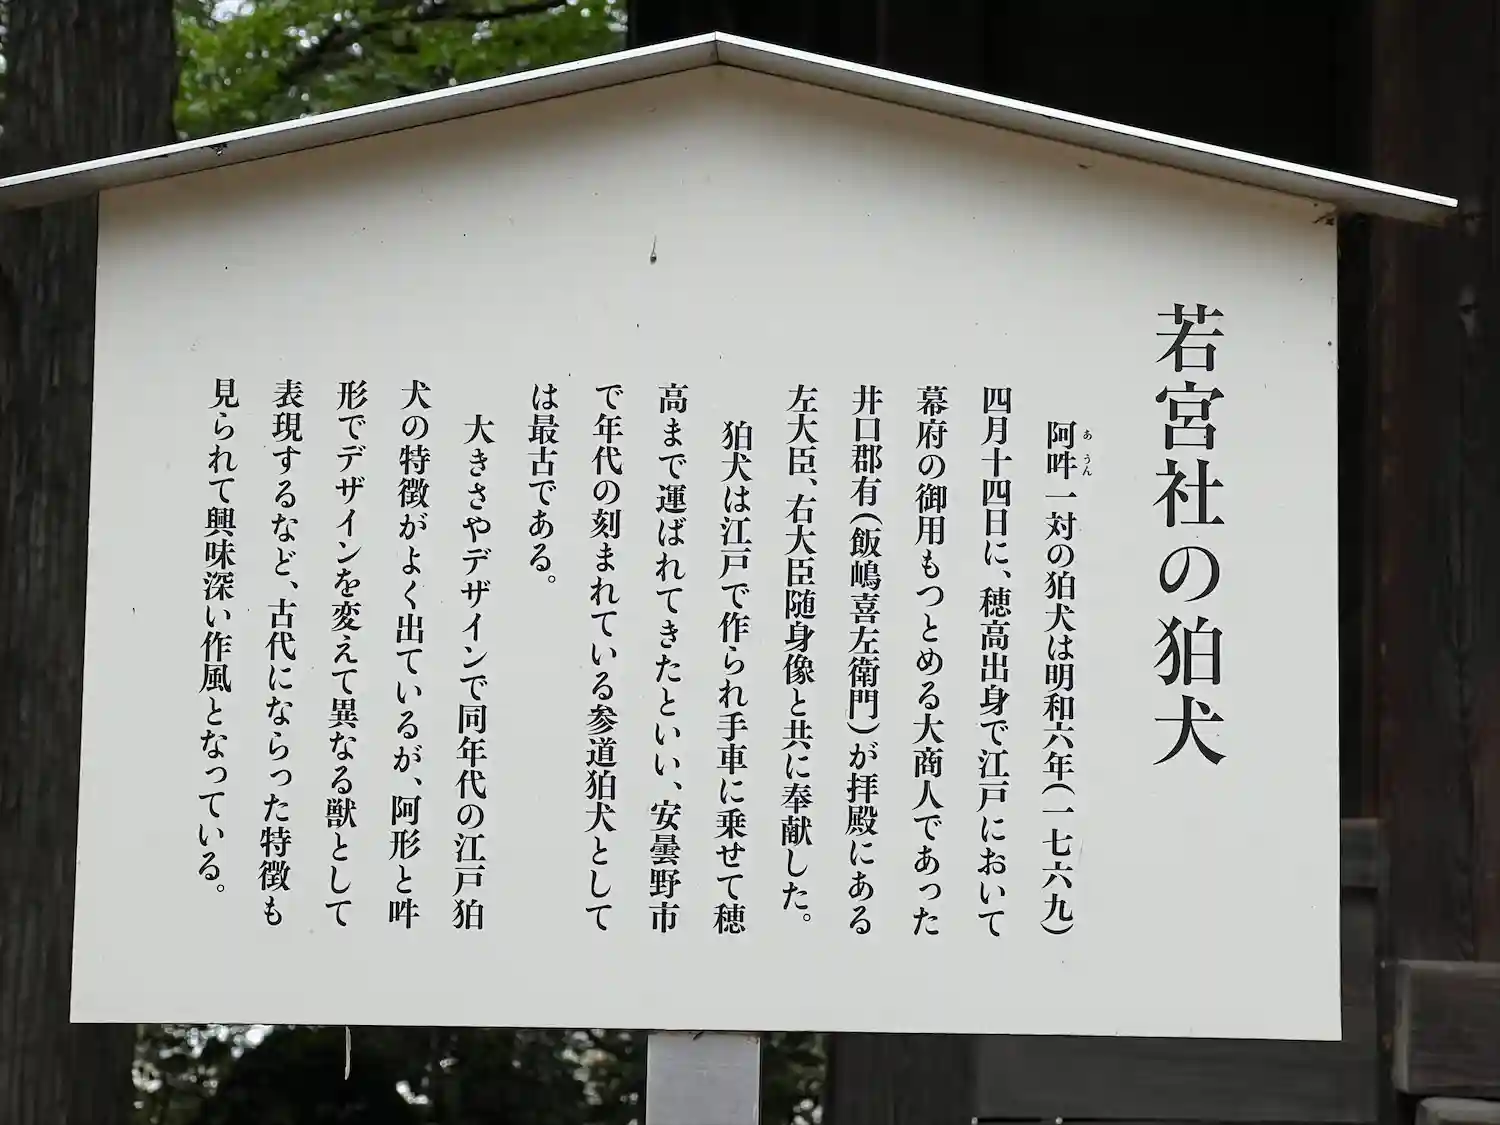 若宮社の狛犬
阿吽一対の狛犬は明和六年(一七六九)
あうん
四月十四日に、穂高出身で江戸において
幕府の御用もつとめる大商人であった
井口郡有(飯嶋喜左衛門)が拝殿にある
左大臣、右大臣随身像と共に奉献した。
狛犬は江戸で作られ手車に乗せて穂
高まで運ばれてきたといい、安曇野市
で年代の刻まれている参道狛犬として
は最古である。
大きさやデザインで同年代の江戸狛
犬の特徴がよく出ているが、阿形と吽
形でデザインを変えて異なる獣として
表現するなど、古代にならった特徴も
見られて興味深い作風となっている。